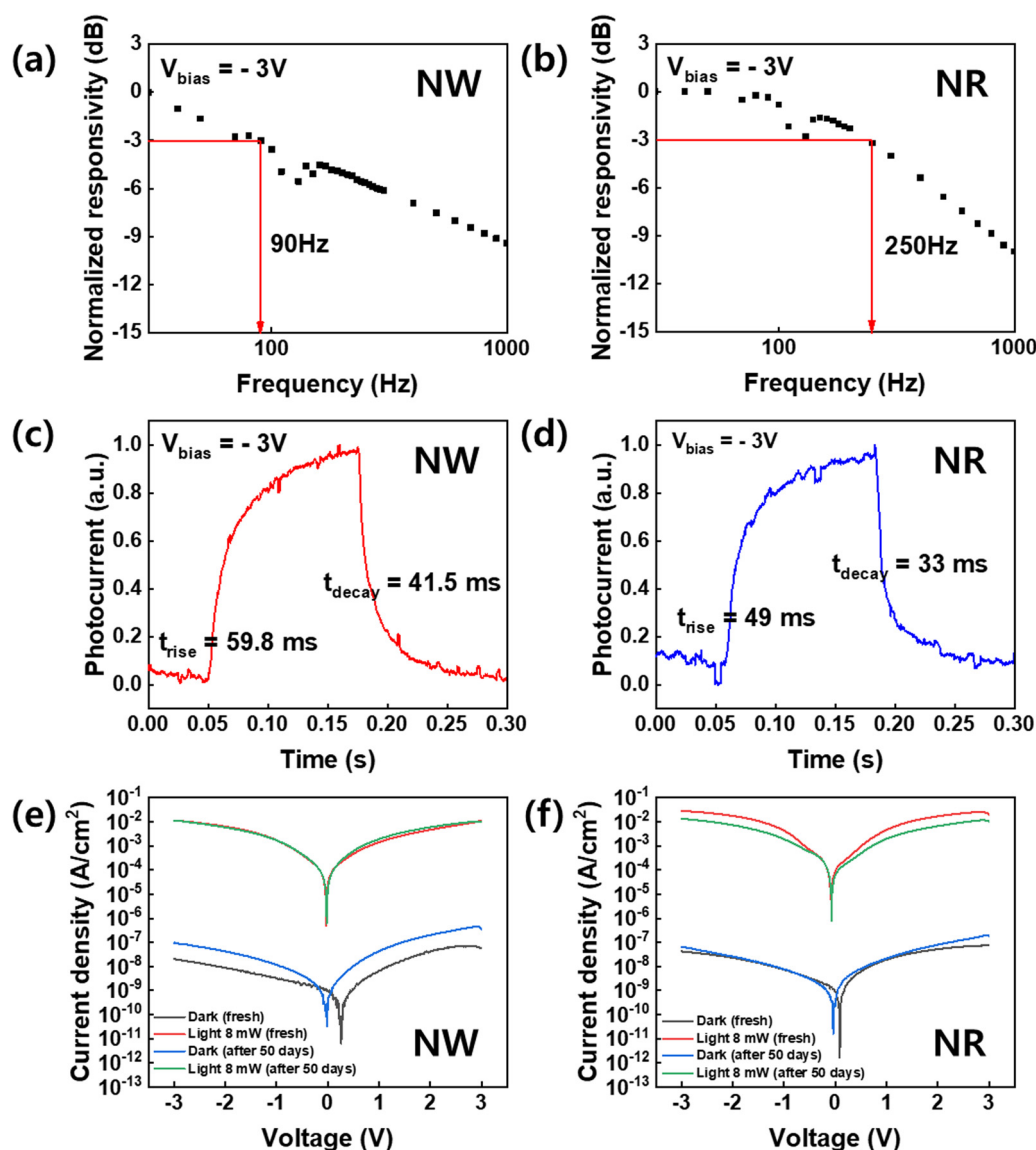 (a)
Normalized responsivity (dB)
3
0
-3
-6
-9
-12
-15
V_bias = - 3V
NW
90Hz
100
1000
Frequency (Hz)
(b)
Normalized responsivity (dB)
3
0
-3
-6
-9
-12
-15
V_bias = - 3V
NR
250Hz
100
1000
Frequency (Hz)
(c)
Photocurrent (a.u.)
1.0
0.8
0.6
0.4
0.2
0.0
V_bias = - 3V
NW
t_decay = 41.5 ms
t_rise = 59.8 ms
0.00 0.05 0.10 0.15 0.20 0.25 0.30
Time (s)
(d)
Photocurrent (a.u.)
1.0
0.8
0.6
0.4
0.2
0.0
V_bias = - 3V
NR
t_decay = 33 ms
t_rise = 49 ms
0.00 0.05 0.10 0.15 0.20 0.25 0.30
Time (s)
(e)
Current density (A/cm²)
10⁻¹
10⁻²
10⁻³
10⁻⁴
10⁻⁵
10⁻⁶
10⁻⁷
10⁻⁸
10⁻⁹
10⁻¹⁰
10⁻¹¹
10⁻¹²
10⁻¹³
Dark (fresh)
Light 8 mW (fresh)
Dark (after 50 days)
Light 8 mW (after 50 days)
NW
-3 -2 -1 0 1 2 3
Voltage (V)
(f)
Current density (A/cm²)
10⁻¹
10⁻²
10⁻³
10⁻⁴
10⁻⁵
10⁻⁶
10⁻⁷
10⁻⁸
10⁻⁹
10⁻¹⁰
10⁻¹¹
10⁻¹²
10⁻¹³
Dark (fresh)
Light 8 mW (fresh)
Dark (after 50 days)
Light 8 mW (after 50 days)
NR
-3 -2 -1 0 1 2 3
Voltage (V)